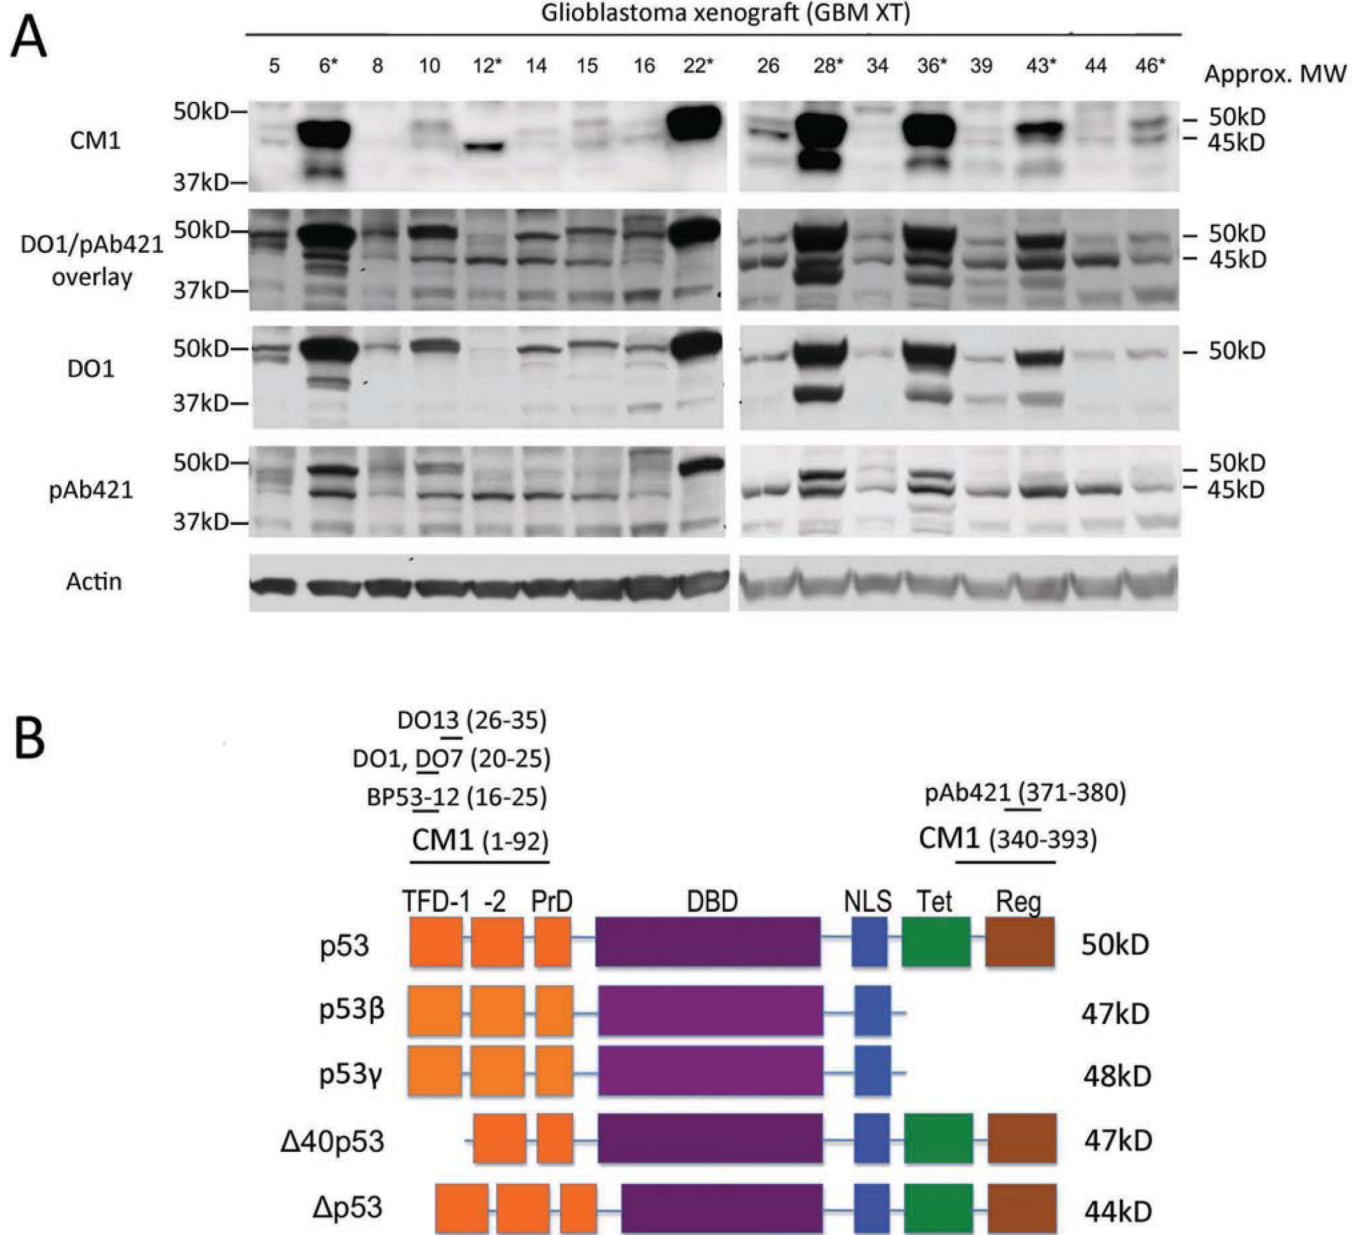 A
Glioblastoma xenograft (GBM XT)
5 6* 8 10 12* 14 15 16 22* 26 28* 34 36* 39 43* 44 46* Approx. MW
CM1
50kD
37kD
50kD
45kD
DO1/pAb421
overlay
50kD
37kD
50kD
45kD
DO1
50kD
37kD
50kD
pAb421
50kD
37kD
50kD
45kD
Actin
B
DO13 (26-35)
DO1, DO7 (20-25)
BP53-12 (16-25)
CM1 (1-92)
pAb421 (371-380)
CM1 (340-393)
TFD-1 -2 PrD DBD NLS Tet Reg
p53 50kD
p53β 47kD
p53γ 48kD
Δ40p53 47kD
Δp53 44kD